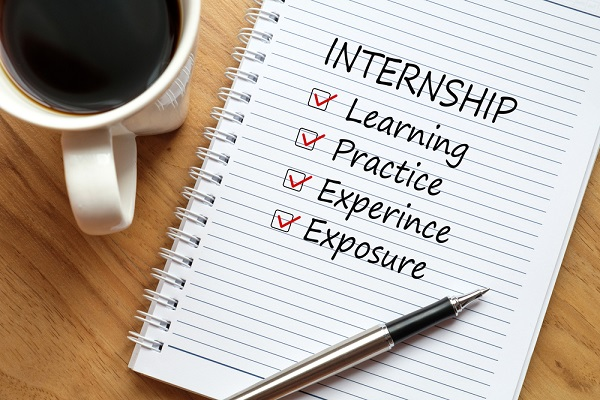 INTERNSHIP
Learning
Practice
Experince
Exposure